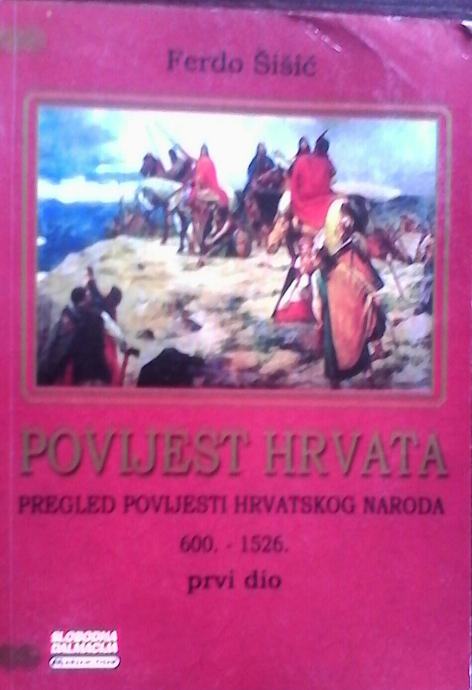 Ferdo Šišić
POVIJEST HRVATA
PREGLED POVIJESTI HRVATSKOG NARODA
600. - 1526.
prvi dio
SLOBODNA
DALMACIJA